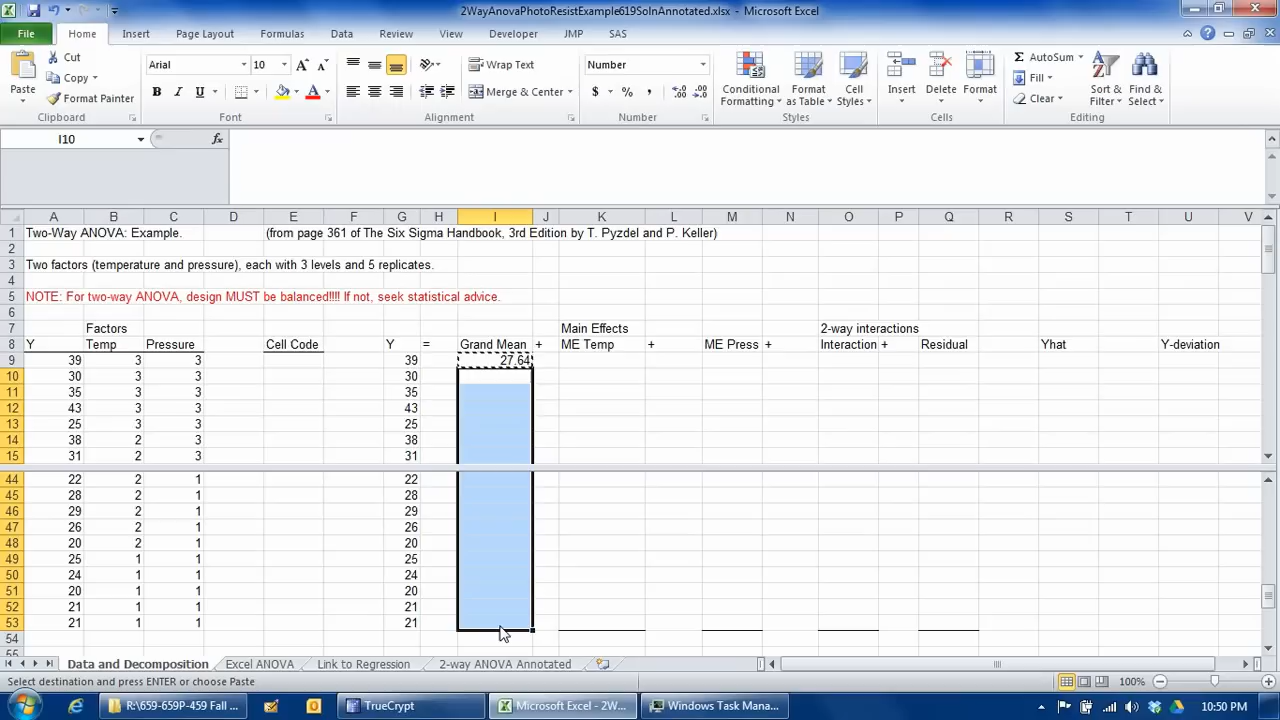 2WayAnovaPhotoResistExample619SolnAnnotated.xlsx - Microsoft Excel
File Home Insert Page Layout Formulas Data Review View Developer JMP SAS
Cut Arial 10 Wrap Text Number AutoSum
Paste Copy Conditional Format Cell Insert Delete Format Fill Sort & Find &
Format Painter B I U Merge & Center $ % , Formatting as Table Styles Clear Filter Select
Clipboard Font Alignment Number Styles Cells Editing
I10 fx
A B C D E F G H I J K L M N O P Q R S T U V
1 Two-Way ANOVA: Example. (from page 361 of The Six Sigma Handbook, 3rd Edition by T. Pyzdel and P. Keller)
2
3 Two factors (temperature and pressure), each with 3 levels and 5 replicates.
4
5 NOTE: For two-way ANOVA, design MUST be balanced!!!! If not, seek statistical advice.
6
7 Factors Main Effects 2-way interactions
8 Y Temp Pressure Cell Code Y = Grand Mean + ME Temp + ME Press + Interaction + Residual Yhat Y-deviation
9 39 3 3 39 27.64
10 30 3 3 30
11 35 3 3 35
12 43 3 3 43
13 25 3 3 25
14 38 2 3 38
15 31 2 3 31
44 22 2 1 22
45 28 2 1 28
46 29 2 1 29
47 26 2 1 26
48 20 2 1 20
49 25 1 1 25
50 24 1 1 24
51 20 1 1 20
52 21 1 1 21
53 21 1 1 21
54
55
Data and Decomposition Excel ANOVA Link to Regression 2-way ANOVA Annotated
Select destination and press ENTER or choose Paste 100%
R:\659-659P-459 Fall ... TrueCrypt Microsoft Excel - 2W... Windows Task Mana... 10:50 PM